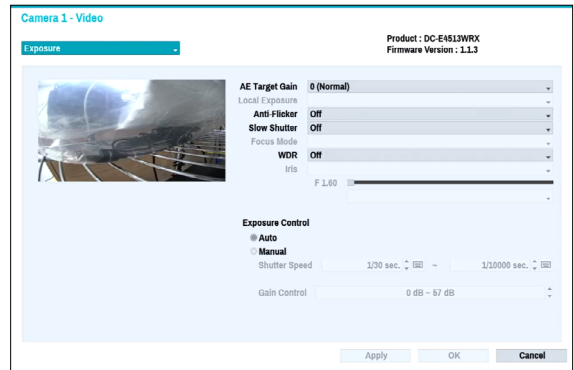 Camera 1 - Video
Exposure
Product : DC-E4513WRX
Firmware Version : 1.1.3
AE Target Gain 0 (Normal)
Local Exposure
Anti-Flicker Off
Slow Shutter Off
Focus Mode
WDR Off
Iris
F 1.60
Exposure Control
Auto
Manual
Shutter Speed 1/30 sec. ~ 1/10000 sec.
Gain Control 0 dB ~ 57 dB
Apply OK Cancel